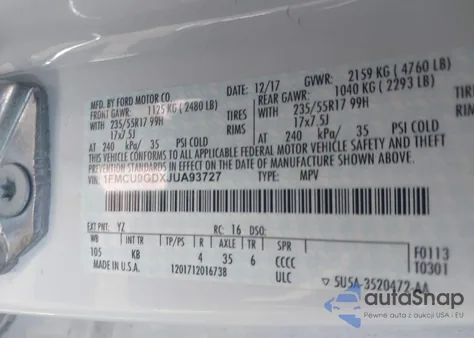 MFD. BY FORD MOTOR CO.
12/17 GVWR: 2159 KG (4760 LB)
FRONT GAWR: 1125 KG (2480 LB) REAR GAWR: 1040 KG (2293 LB)
WITH 235/55R17 99H TIRES WITH 235/55R17 99H TIRES
17x7.5J RIMS 17x7.5J RIMS
AT 240 kPa/ 35 PSI COLD AT 240 kPa/ 35 PSI COLD
THIS VEHICLE CONFORMS TO ALL APPLICABLE FEDERAL MOTOR VEHICLE SAFETY AND
THEFT PREVENTION STANDARDS IN EFFECT ON THE DATE OF MANUFACTURE SHOWN ABOVE.
VIN: 1FMCU9GDXJUA93727 TYPE: MPV
EXT PNT: YZ RC: 16 DSO: F0113
WB INT TR TP/PS R AXLE TR SPR T0301
105 KB 4 35 6 CCCC
MADE IN U.S.A. 1201712016738 ULC 5U5A-3520472-AA
autoSnap
Pewne auta z USA i EU